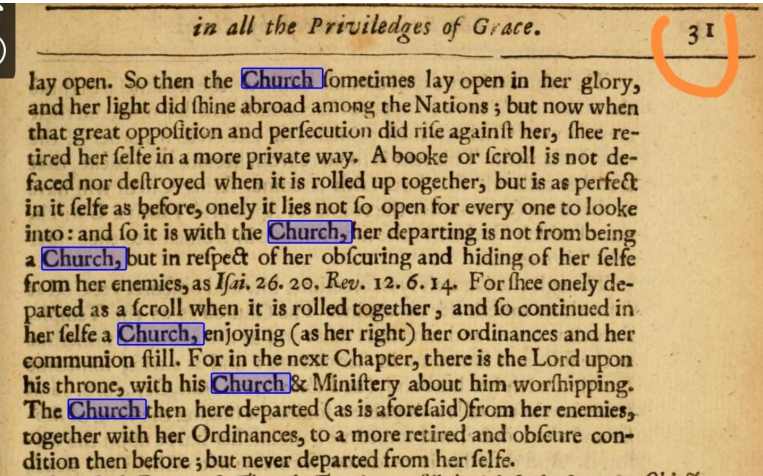 in all the Priviledges of Grace. 31
lay open. So then the Church ſometimes lay open in her glory,
and her light did ſhine abroad among the Nations ; but now when
that great oppoſition and perſecution did riſe againſt her, ſhee re-
tired her ſelfe in a more private way. A booke or ſcroll is not de-
faced nor deſtroyed when it is rolled up together, but is as perfect
in it ſelfe as before, onely it lies not ſo open for every one to looke
into: and ſo it is with the Church, her departing is not from being
a Church, but in reſpect of her obſcuring and hiding of her ſelfe
from her enemies, as Iſai. 26. 20. Rev. 12. 6. 14. For ſhee onely de-
parted as a ſcroll when it is rolled together, and ſo continued in
her ſelfe a Church, enjoying (as her right) her ordinances and her
communion ſtill. For in the next Chapter, there is the Lord upon
his throne, with his Church & Miniſtery about him worſhipping.
The Church then here departed (as is aforeſaid) from her enemies,
together with her Ordinances, to a more retired and obſcure con-
dition then before ; but never departed from her ſelfe.